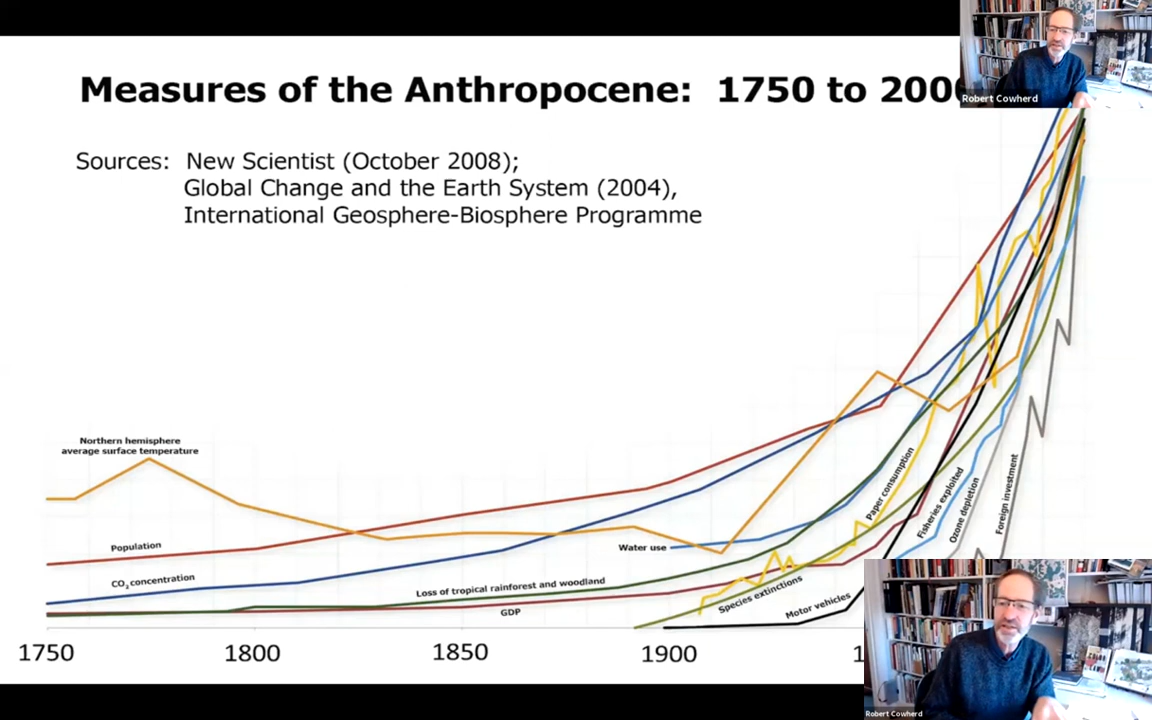 Measures of the Anthropocene: 1750 to 200
Robert Cowherd
Sources: New Scientist (October 2008);
Global Change and the Earth System (2004),
International Geosphere-Biosphere Programme
Northern hemisphere
average surface temperature
Population
CO2 concentration
Water use
Loss of tropical rainforest and woodland
GDP
Species extinctions
Motor vehicles
Paper consumption
Fisheries exploited
Ozone depletion
Foreign investment
1750
1800
1850
1900
Robert Cowherd